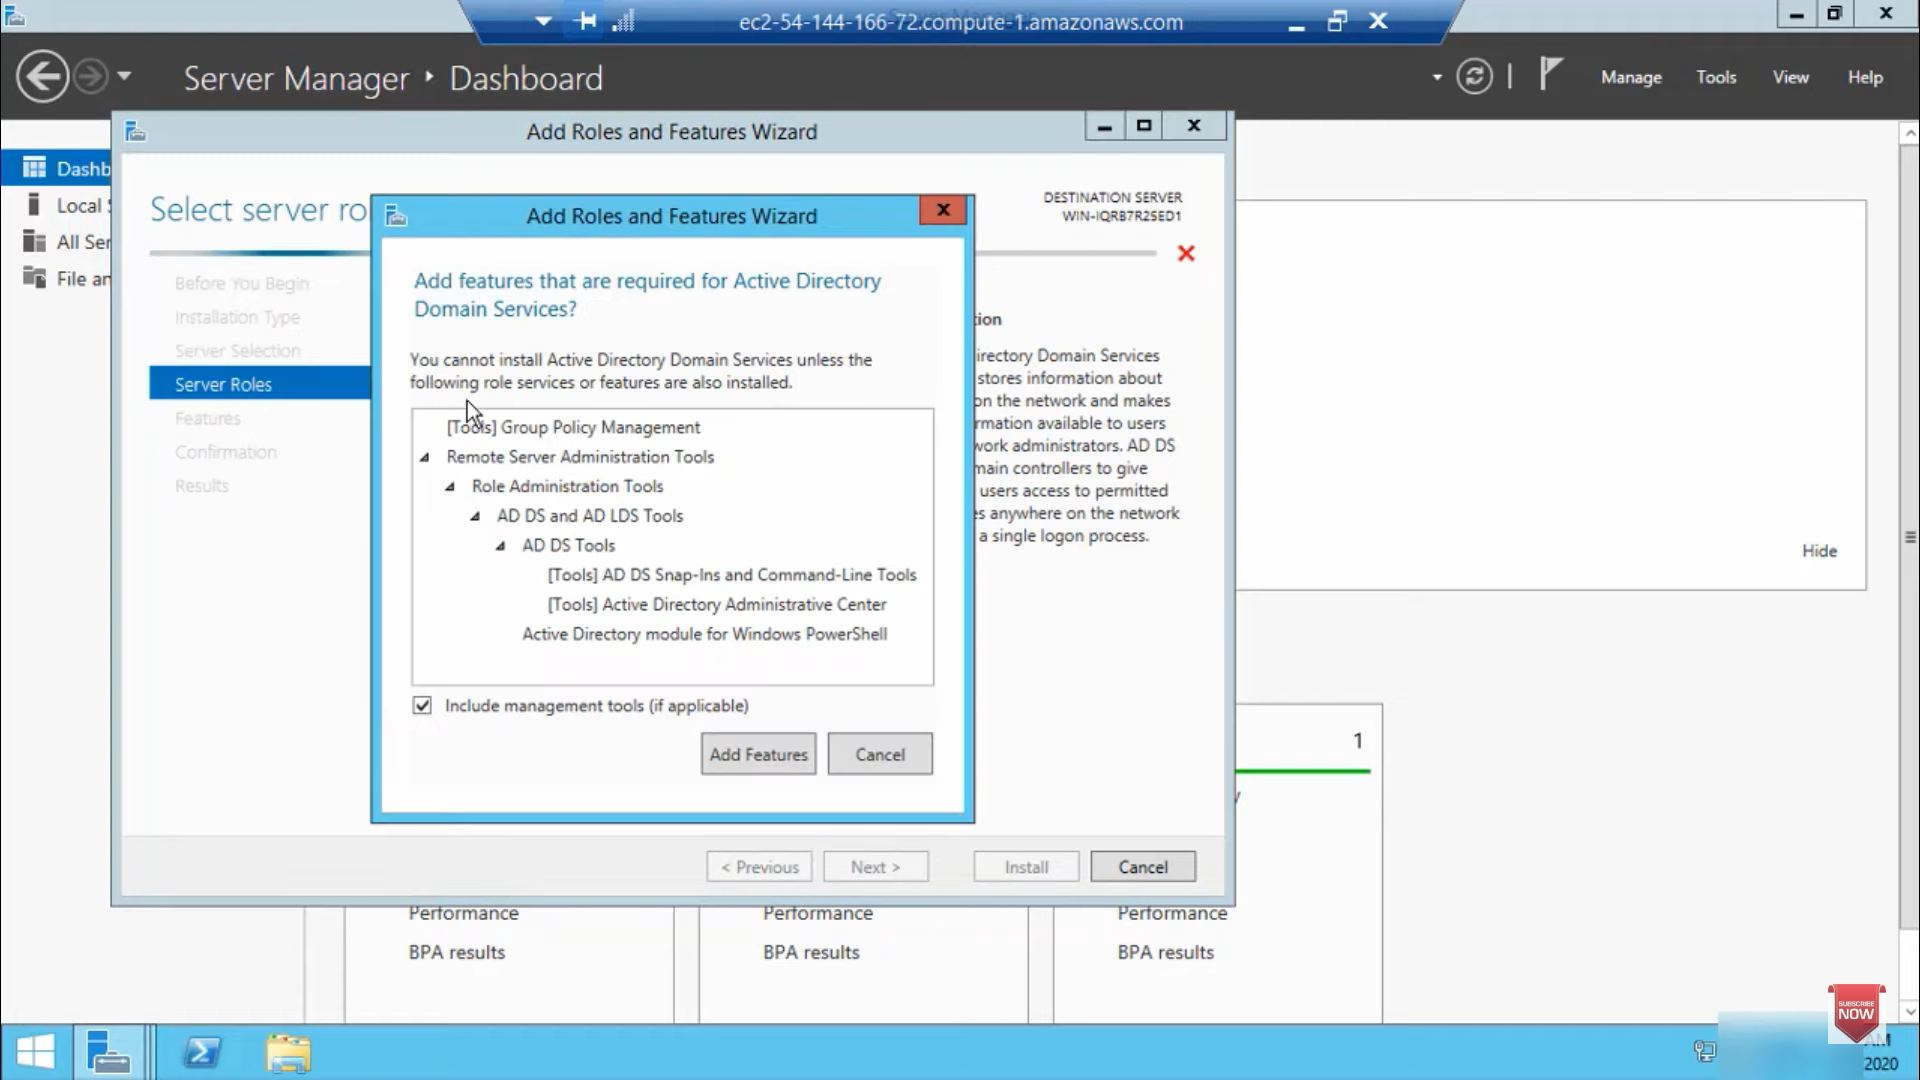 ec2-54-144-166-72.compute-1.amazonaws.com
Server Manager ‣ Dashboard
Manage
Tools
View
Help
Add Roles and Features Wizard
Dashb
Local
All Ser
File an
Select server ro
DESTINATION SERVER
WIN-IQRB7R25ED1
Before You Begin
Installation Type
Server Selection
Server Roles
Features
Confirmation
Results
Add Roles and Features Wizard
Add features that are required for Active Directory
Domain Services?
You cannot install Active Directory Domain Services unless the
following role services or features are also installed.
[Tools] Group Policy Management
Remote Server Administration Tools
Role Administration Tools
AD DS and AD LDS Tools
AD DS Tools
[Tools] AD DS Snap-Ins and Command-Line Tools
[Tools] Active Directory Administrative Center
Active Directory module for Windows PowerShell
Include management tools (if applicable)
Add Features
Cancel
tion
irectory Domain Services
stores information about
on the network and makes
rmation available to users
work administrators. AD DS
main controllers to give
users access to permitted
es anywhere on the network
a single logon process.
Hide
1
< Previous
Next >
Install
Cancel
Performance
Performance
Performance
BPA results
BPA results
BPA results
SUBSCRIBE
NOW
AM
2020